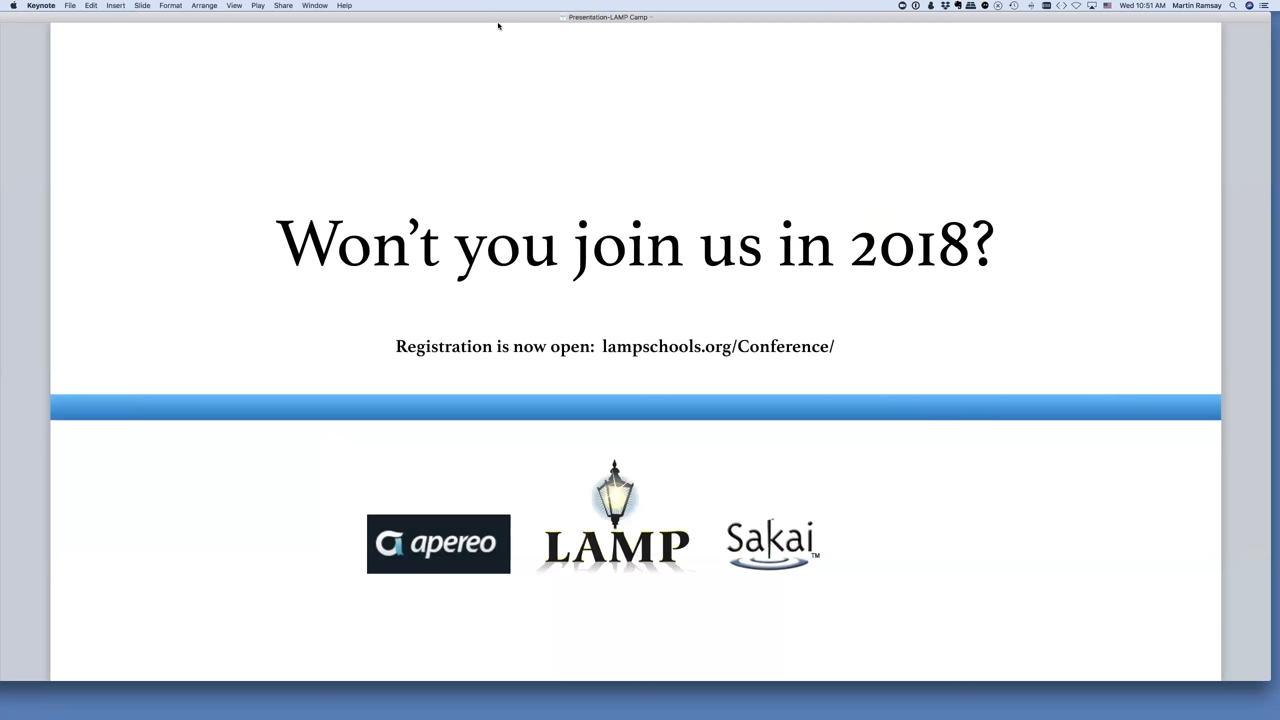 Keynote File Edit Insert Slide Format Arrange View Play Share Window Help Wed 10:51 AM Martin Ramsay
Presentation-LAMP Camp
Won't you join us in 2018?
Registration is now open: lampschools.org/Conference/
apereo
LAMP
Sakai™